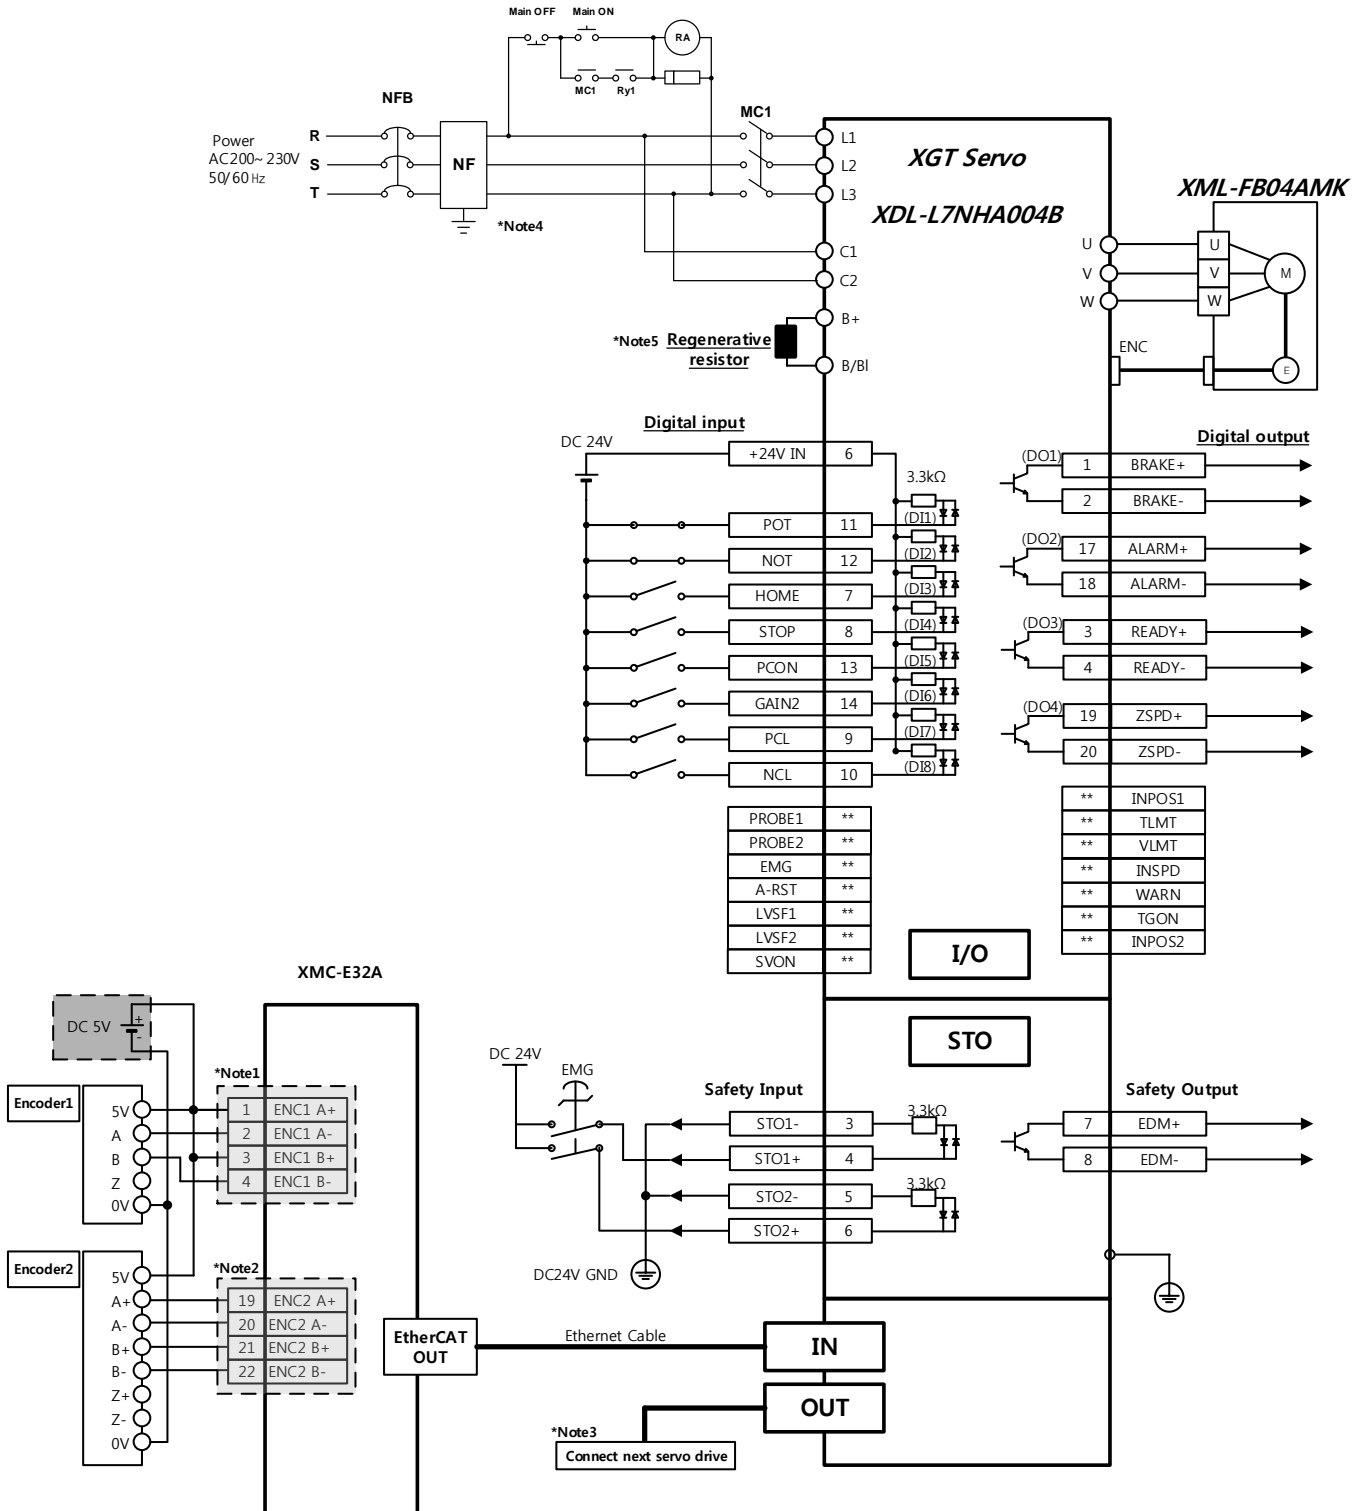 Main OFF
Main ON
RA
MC1
Ry1
NFB
MC1
Power
AC200~230V
50/60 Hz
R
S
T
NF
*Note4
L1
L2
L3
C1
C2
B+
B/BI
XGT Servo
XDL-L7NHA004B
XML-FB04AMK
U
V
W
U
V
W
M
ENC
E
*Note5
Regenerative
resistor
Digital input
DC 24V
+24V IN 6
3.3kΩ
POT 11 (DI1)
NOT 12 (DI2)
HOME 7 (DI3)
STOP 8 (DI4)
PCON 13 (DI5)
GAIN2 14 (DI6)
PCL 9 (DI7)
NCL 10 (DI8)
PROBE1 **
PROBE2 **
EMG **
A-RST **
LVSF1 **
LVSF2 **
SVON **
Digital output
(DO1)
1 BRAKE+
2 BRAKE-
(DO2)
17 ALARM+
18 ALARM-
(DO3)
3 READY+
4 READY-
(DO4)
19 ZSPD+
20 ZSPD-
** INPOS1
** TLMT
** VLMT
** INSPD
** WARN
** TGON
** INPOS2
I/O
STO
XMC-E32A
DC 5V
+
-
*Note1
Encoder1
5V
A
B
Z
0V
1 ENC1 A+
2 ENC1 A-
3 ENC1 B+
4 ENC1 B-
*Note2
Encoder2
5V
A+
A-
B+
B-
Z+
Z-
0V
19 ENC2 A+
20 ENC2 A-
21 ENC2 B+
22 ENC2 B-
DC 24V
EMG
Safety Input
STO1- 3
3.3kΩ
STO1+ 4
STO2- 5
3.3kΩ
STO2+ 6
DC24V GND
Safety Output
7 EDM+
8 EDM-
EtherCAT
OUT
Ethernet Cable
IN
OUT
*Note3
Connect next servo drive